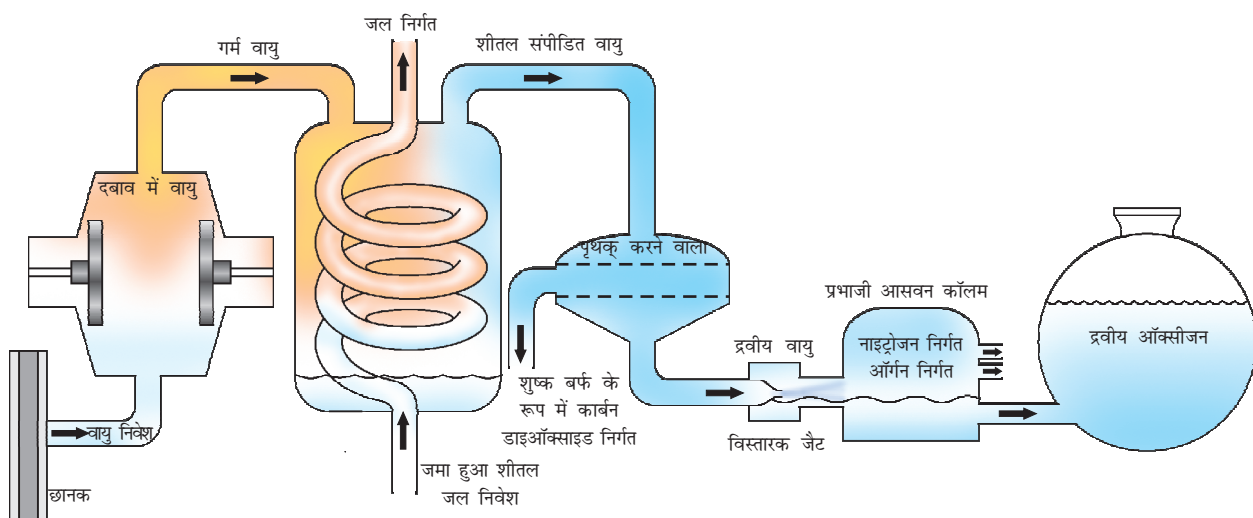 जल निर्गत
गर्म वायु
शीतल संपीडित वायु
दबाव में वायु
पृथक् करने वाला
प्रभाजी आसवन कॉलम
द्रवीय वायु
नाइट्रोजन निर्गत
ऑर्गन निर्गत
द्रवीय ऑक्सीजन
शुष्क बर्फ के
रूप में कार्बन
डाइऑक्साइड निर्गत
विस्तारक जैट
वायु निवेश
छानक
जमा हुआ शीतल
जल निवेश